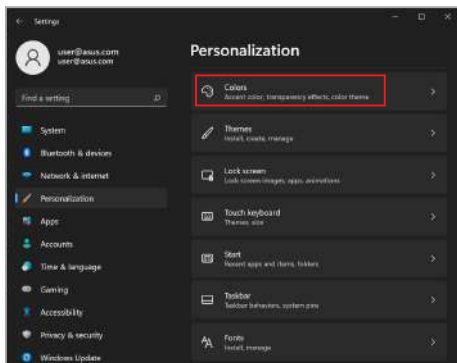 Settings
user@asus.com
user@asus.com
Find a setting
System
Bluetooth & devices
Network & internet
Personalization
Apps
Accounts
Time & language
Gaming
Accessibility
Privacy & security
Windows Update
Personalization
Colors
Accent color, transparency effects, color theme
Themes
Install, create, manage
Lock screen
Lock screen images, apps, animations
Touch keyboard
Themes, size
Start
Recent apps and items, folders
Taskbar
Taskbar behaviors, system pins
Fonts
Install, manage